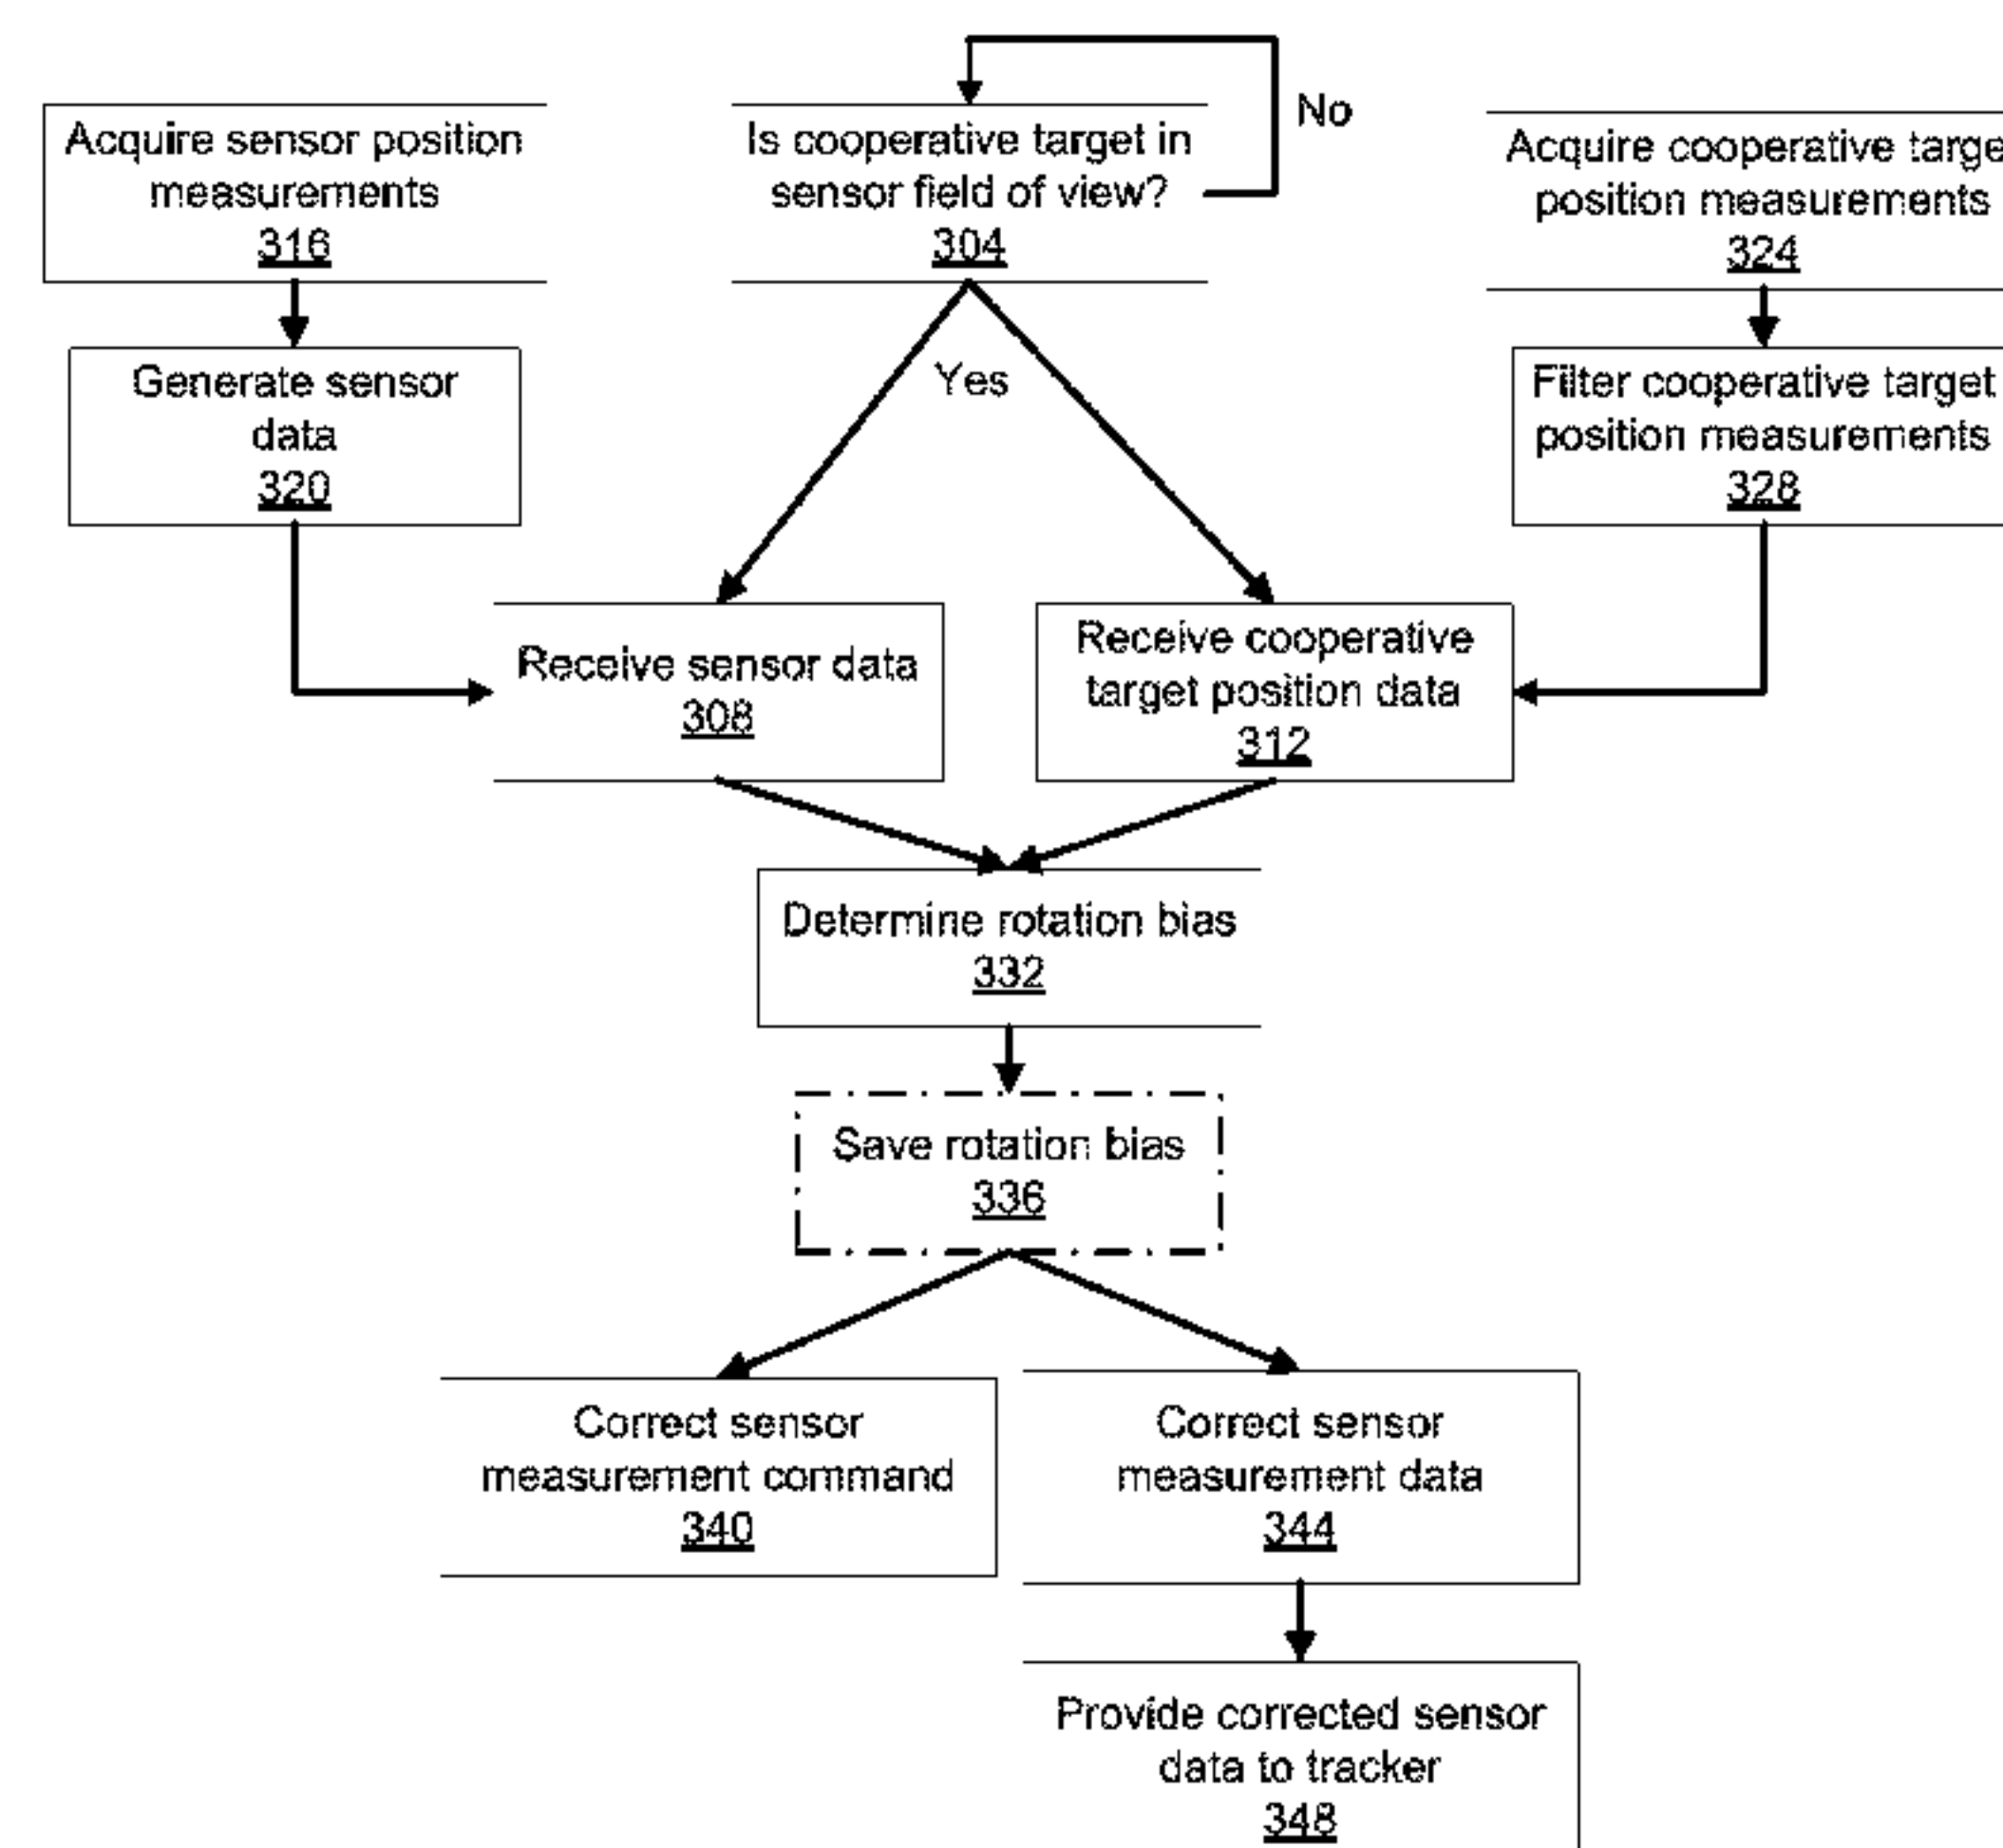 Acquire sensor position
measurements
316
Is cooperative target in
sensor field of view?
304
No
Acquire cooperative targe
position measurements
324
Generate sensor
data
320
Yes
Filter cooperative target
position measurements
328
Receive sensor data
308
Receive cooperative
target position data
312
Determine rotation bias
332
Save rotation bias
336
Correct sensor
measurement command
340
Correct sensor
measurement data
344
Provide corrected sensor
data to tracker
348